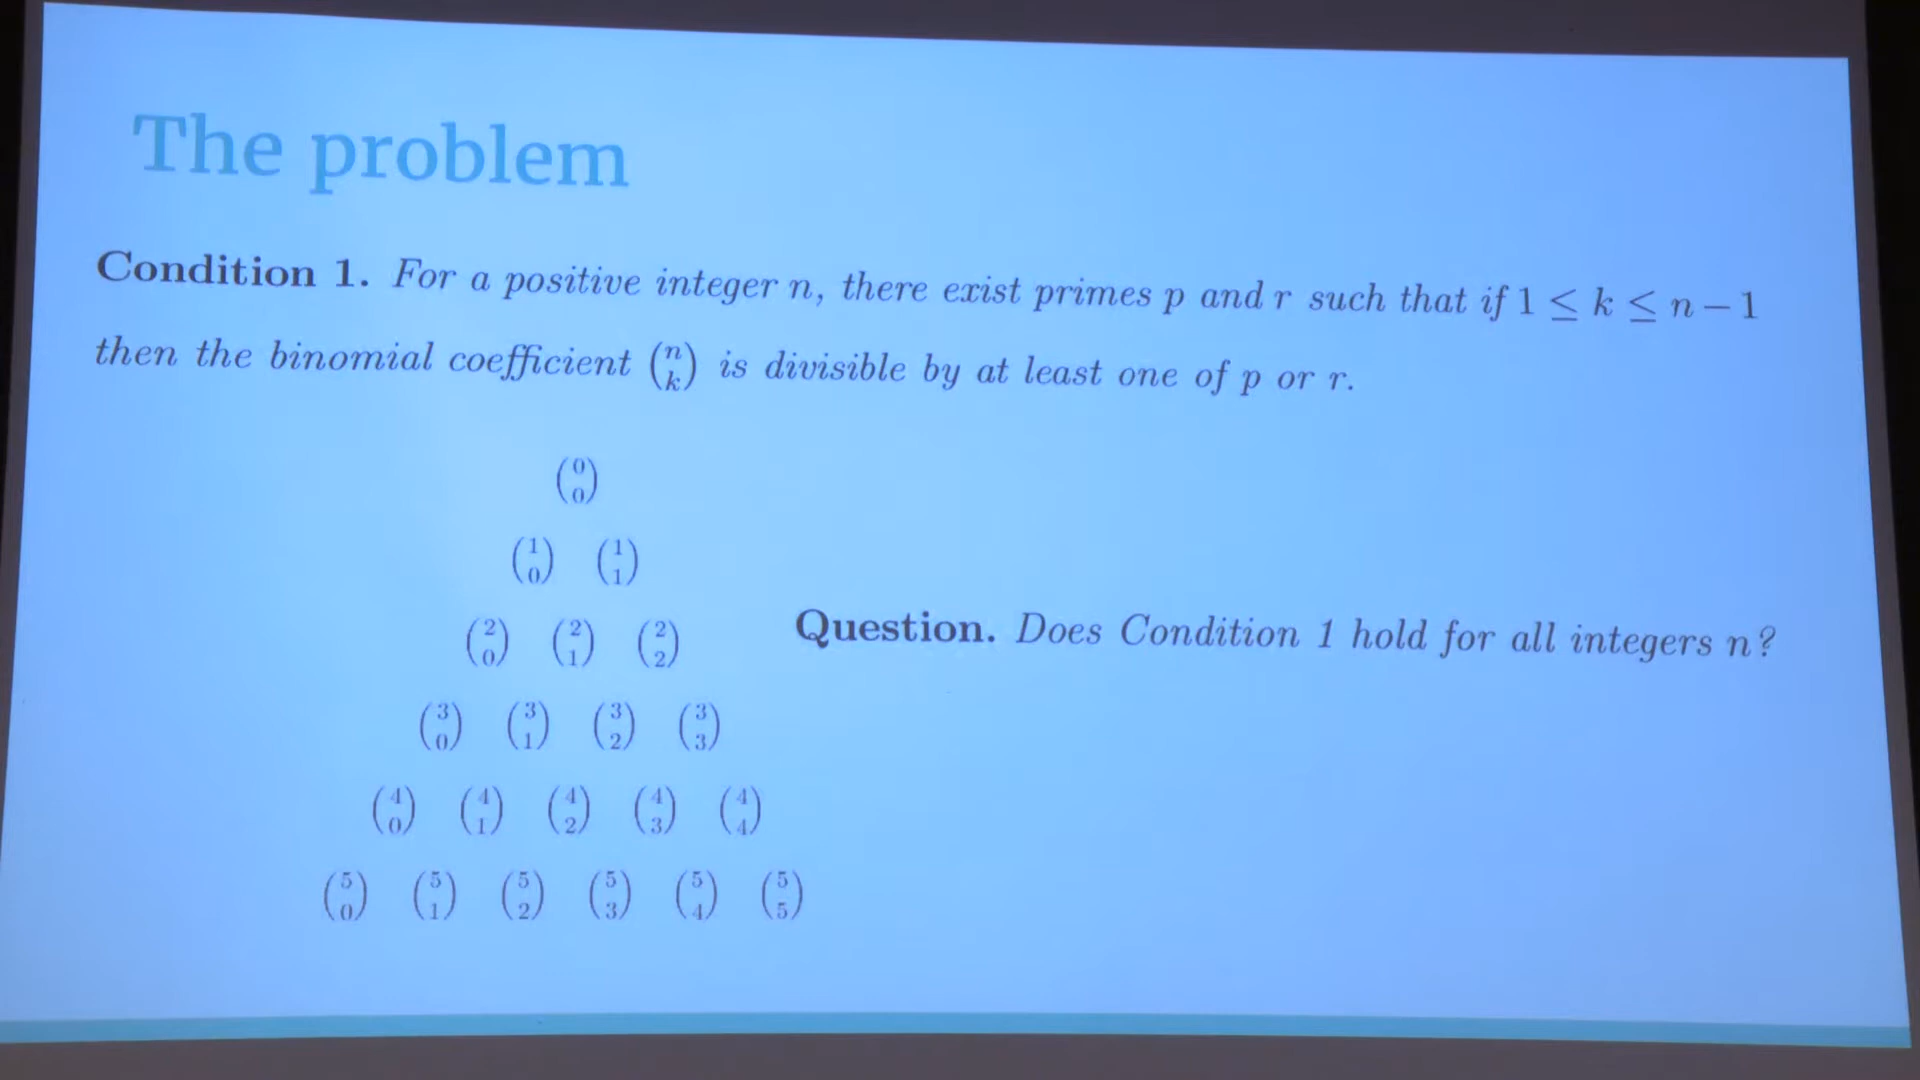 The problem
Condition 1. For a positive integer n, there exist primes p and r such that if 1 ≤ k ≤ n − 1
then the binomial coefficient (n k) is divisible by at least one of p or r.
(0 0)
(1 0) (1 1)
(2 0) (2 1) (2 2)
Question. Does Condition 1 hold for all integers n?
(3 0) (3 1) (3 2) (3 3)
(4 0) (4 1) (4 2) (4 3) (4 4)
(5 0) (5 1) (5 2) (5 3) (5 4) (5 5)